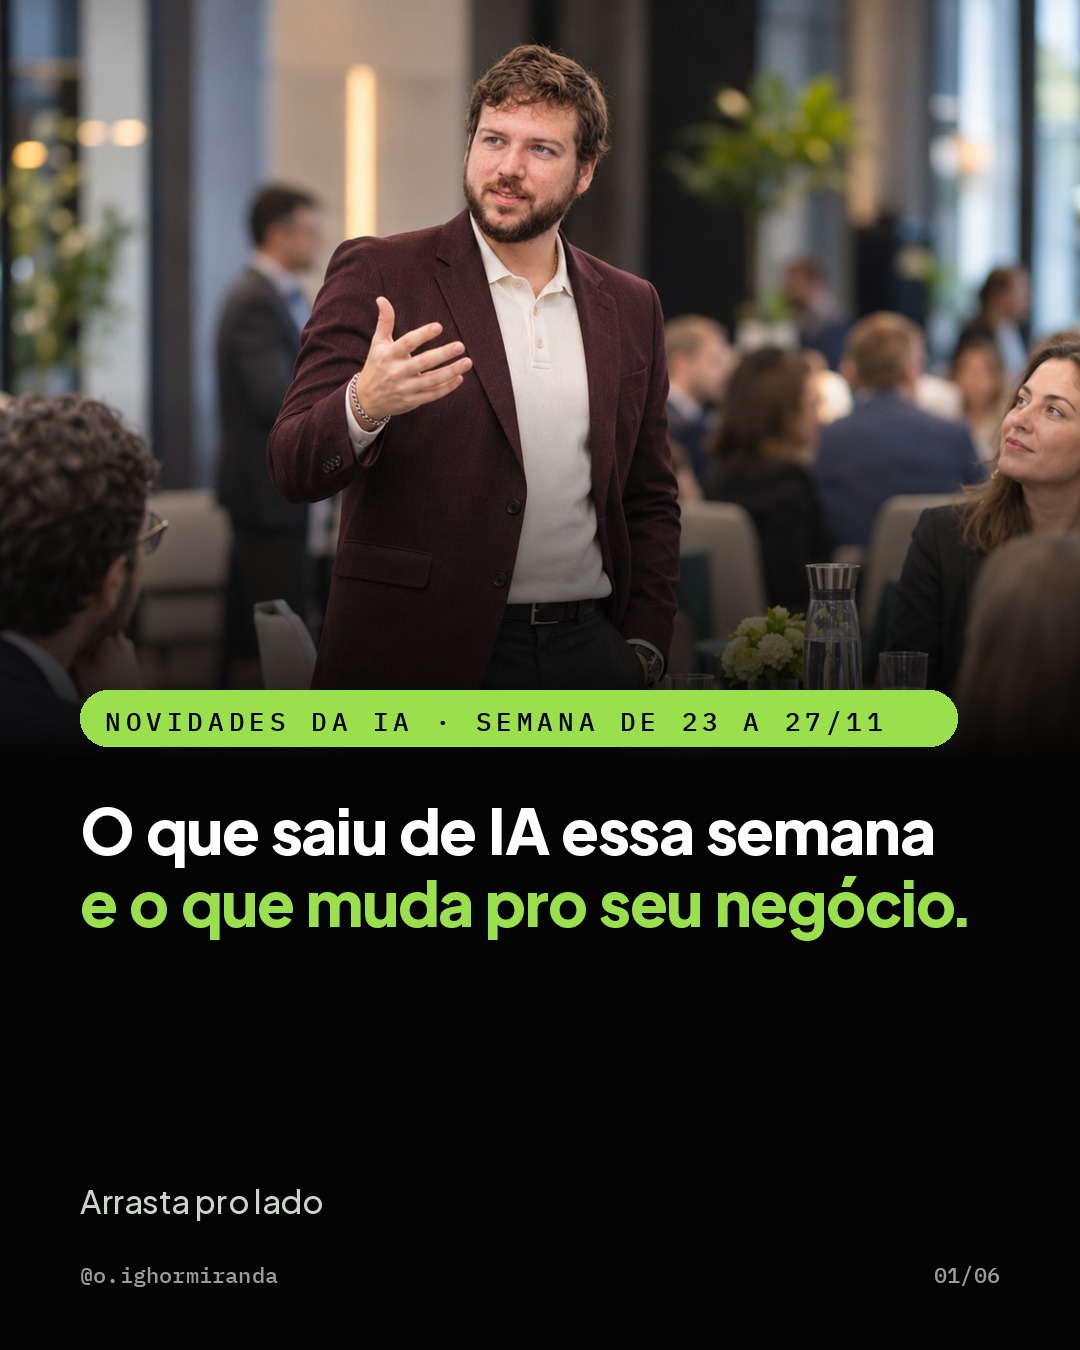 NOVIDADES DA IA · SEMANA DE 23 A 27/11
O que saiu de IA essa semana
e o que muda pro seu negócio.
Arrasta pro lado
@o.ighormiranda
01/06